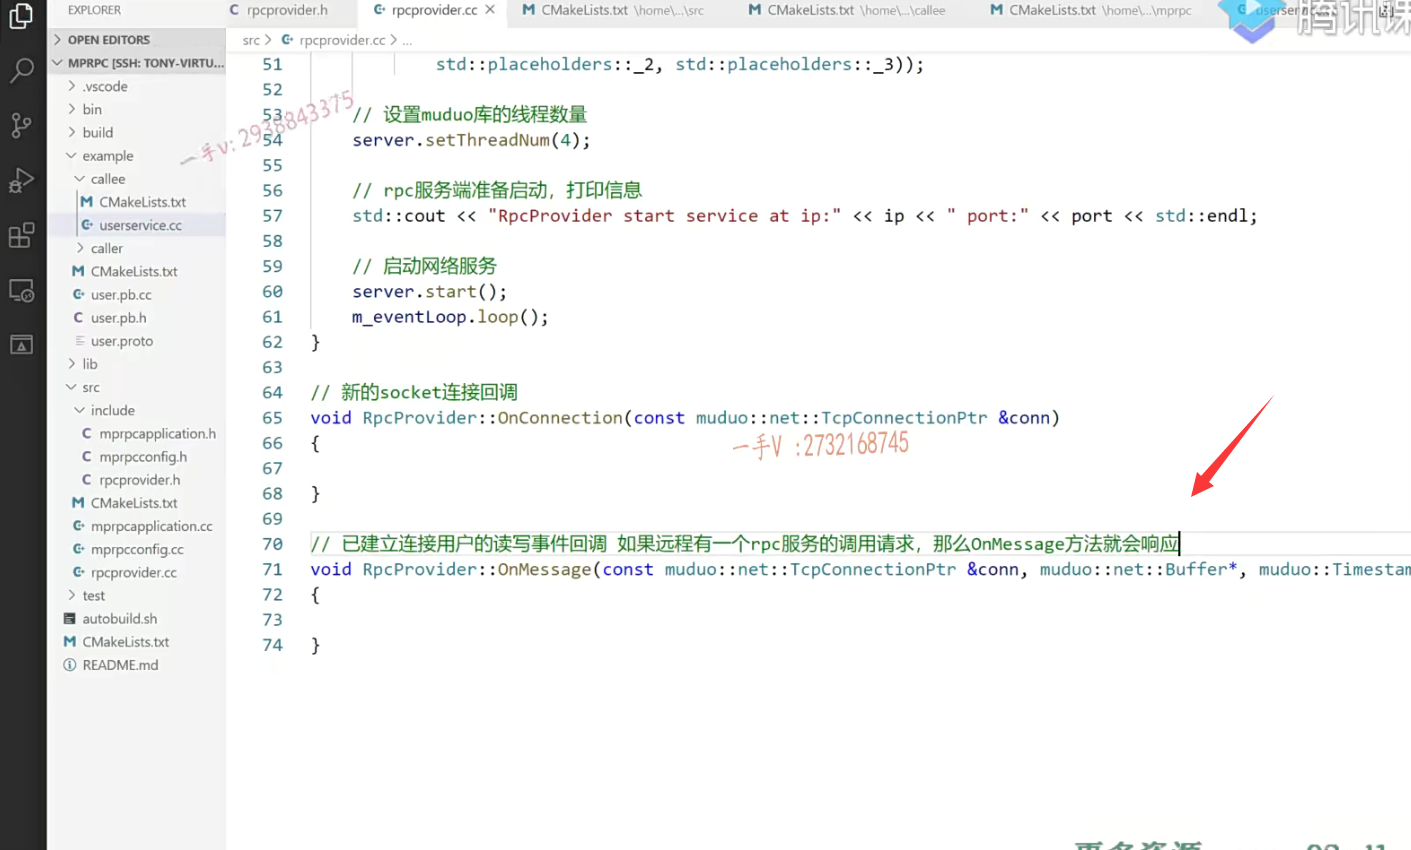 EXPLORER
rpcprovider.h
rpcprovider.cc
CMakeLists.txt \home\...\src
CMakeLists.txt \home\...\callee
CMakeLists.txt \home\...\mprpc
OPEN EDITORS
MPRPC [SSH: TONY-VIRTU...
.vscode
bin
build
example
callee
CMakeLists.txt
userservice.cc
caller
CMakeLists.txt
user.pb.cc
user.pb.h
user.proto
lib
src
include
mprpcapplication.h
mprpcconfig.h
rpcprovider.h
CMakeLists.txt
mprpcapplication.cc
mprpcconfig.cc
rpcprovider.cc
test
autobuild.sh
CMakeLists.txt
README.md
src > rpcprovider.cc > ...
51 std::placeholders::_2, std::placeholders::_3));
52
53 // 设置muduo库的线程数量
54 server.setThreadNum(4);
55
56 // rpc服务端准备启动，打印信息
57 std::cout << "RpcProvider start service at ip:" << ip << " port:" << port << std::endl;
58
59 // 启动网络服务
60 server.start();
61 m_eventLoop.loop();
62 }
63
64 // 新的socket连接回调
65 void RpcProvider::OnConnection(const muduo::net::TcpConnectionPtr &conn)
66 {
67
68 }
69
70 // 已建立连接用户的读写事件回调 如果远程有一个rpc服务的调用请求，那么OnMessage方法就会响应
71 void RpcProvider::OnMessage(const muduo::net::TcpConnectionPtr &conn, muduo::net::Buffer*, muduo::Timestam
72 {
73
74 }
一手V:2938843375
一手V :2732168745
腾讯课